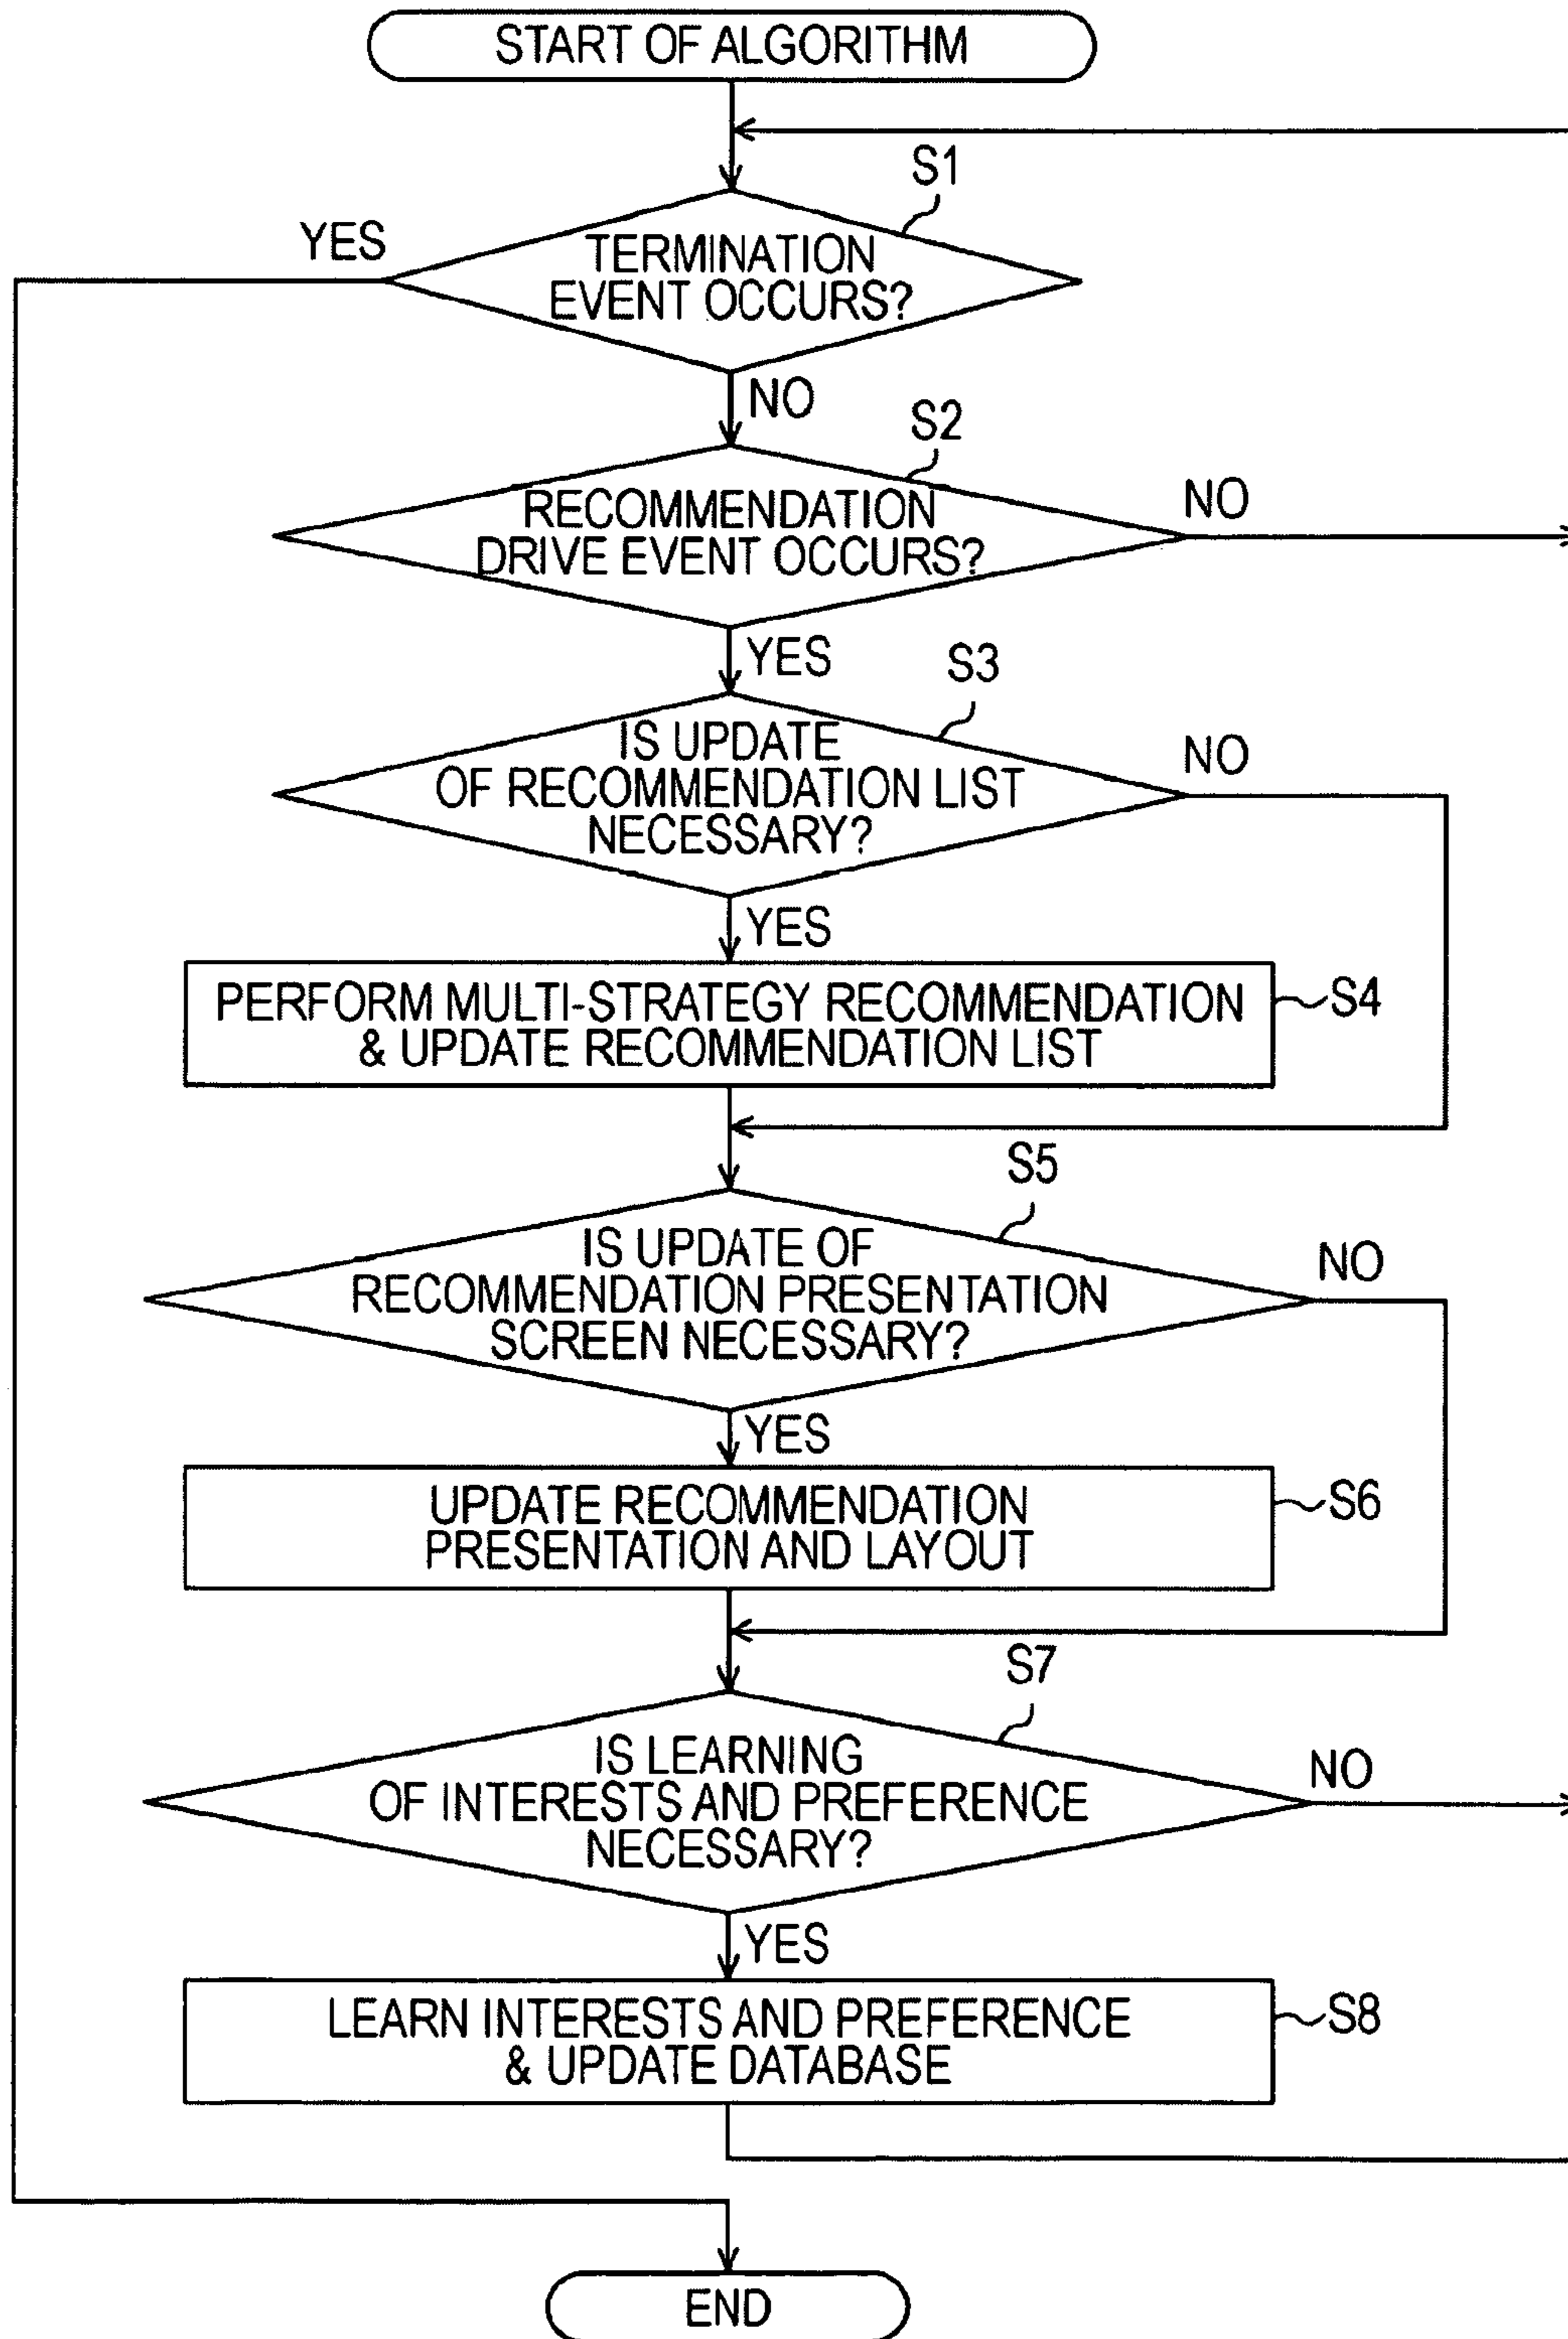 START OF ALGORITHM
S1
YES
TERMINATION
EVENT OCCURS?
NO
S2
RECOMMENDATION
DRIVE EVENT OCCURS?
NO
YES
S3
IS UPDATE
OF RECOMMENDATION LIST
NECESSARY?
NO
YES
PERFORM MULTI-STRATEGY RECOMMENDATION
& UPDATE RECOMMENDATION LIST
S4
S5
IS UPDATE OF
RECOMMENDATION PRESENTATION
SCREEN NECESSARY?
NO
YES
UPDATE RECOMMENDATION
PRESENTATION AND LAYOUT
S6
S7
IS LEARNING
OF INTERESTS AND PREFERENCE
NECESSARY?
NO
YES
LEARN INTERESTS AND PREFERENCE
& UPDATE DATABASE
S8
END